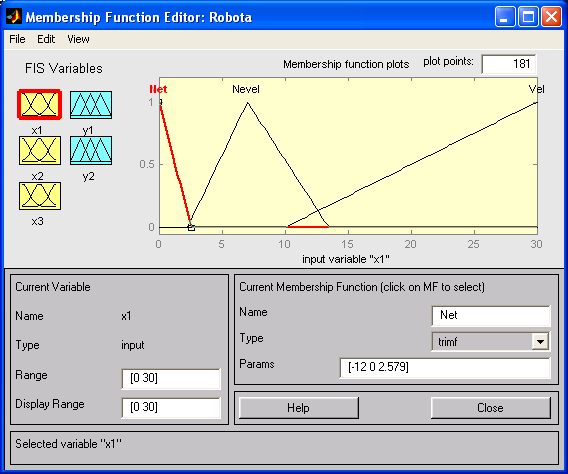 Membership Function Editor: Robota
File Edit View
FIS Variables
Membership function plots plot points: 181
x1 y1
x2 y2
x3
Net Nevel Vel
1
0.5
0
0 5 10 15 20 25 30
input variable "x1"
Current Variable
Name x1
Type input
Range [0 30]
Display Range [0 30]
Current Membership Function (click on MF to select)
Name Net
Type trimf
Params [-12 0 2.579]
Help Close
Selected variable "x1"